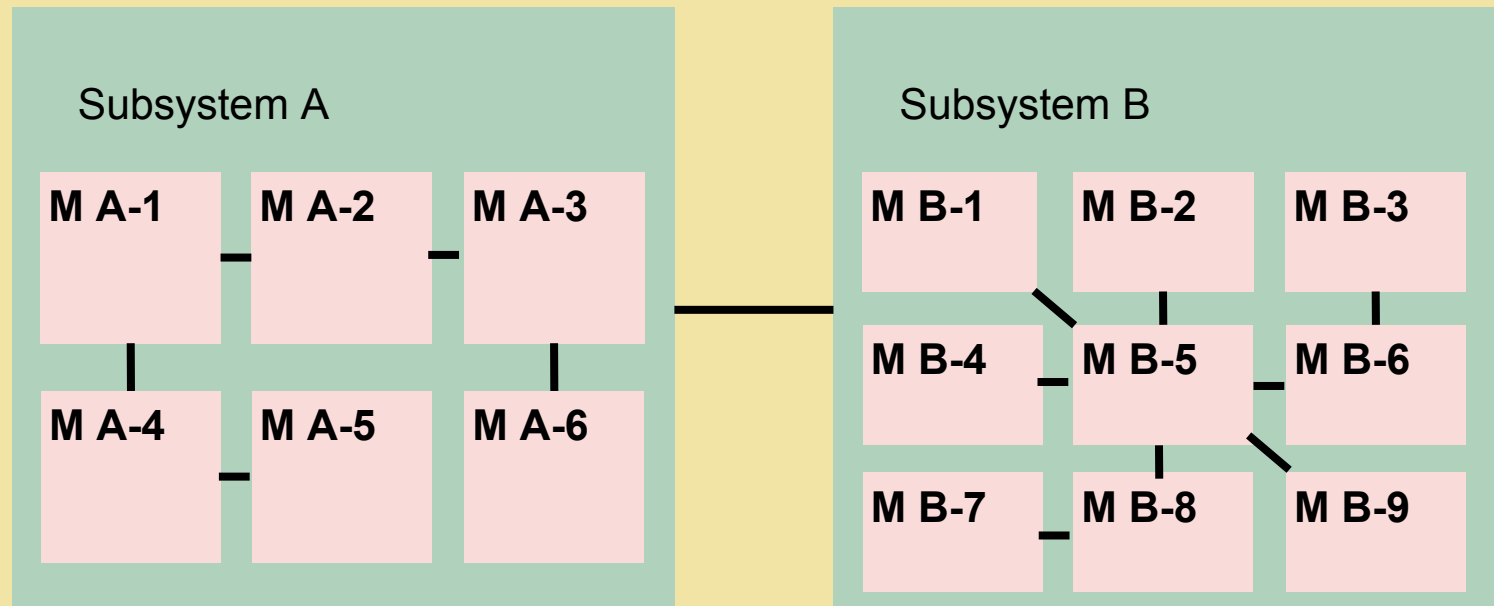 Subsystem A
M A-1
M A-2
M A-3
M A-4
M A-5
M A-6
Subsystem B
M B-1
M B-2
M B-3
M B-4
M B-5
M B-6
M B-7
M B-8
M B-9